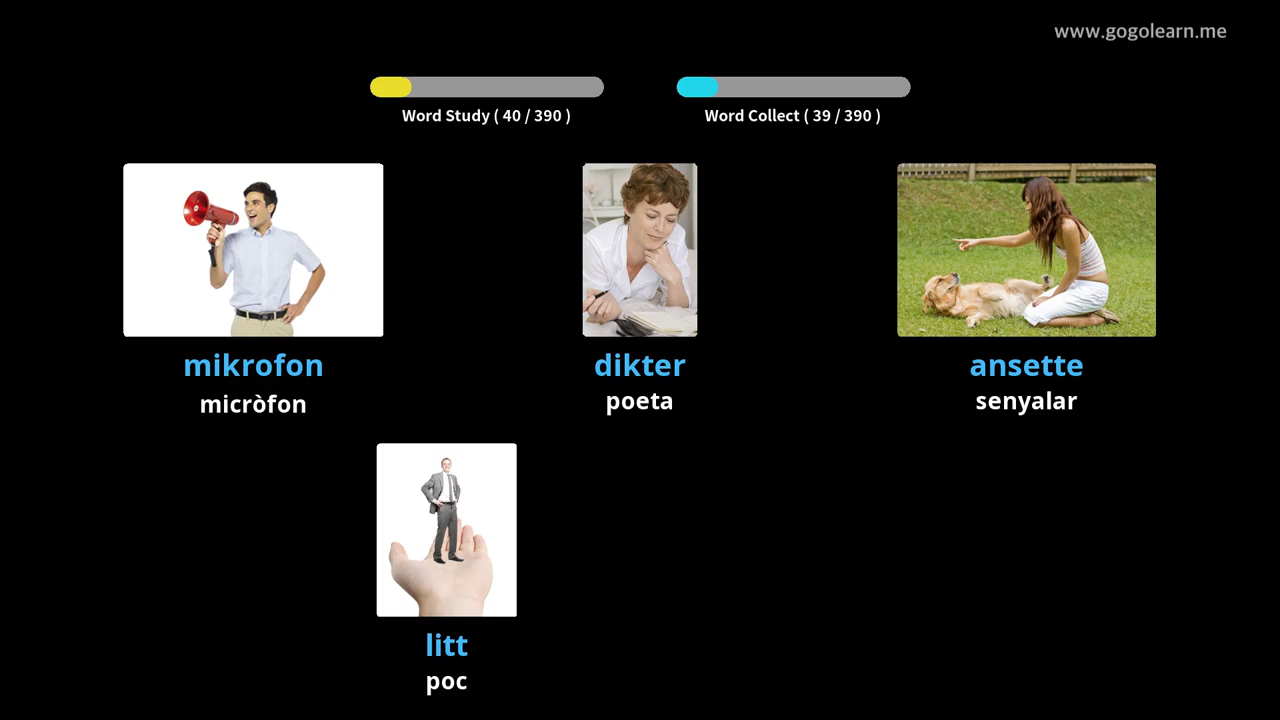 www.gogolearn.me
Word Study ( 40 / 390 )
Word Collect ( 39 / 390 )
mikrofon
micròfon
dikter
poeta
ansette
senyalar
litt
poc